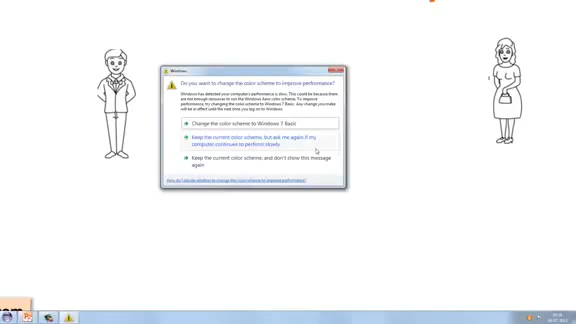 Windows
Do you want to change the color scheme to improve performance?
Windows has detected your computer's performance is slow. This could be because there
are not enough resources to run the Windows Aero color scheme. To improve
performance, try changing the color scheme to Windows 7 Basic. Any change you make
will be in effect until the next time you log on to Windows.
Change the color scheme to Windows 7 Basic
Keep the current color scheme, but ask me again if my
computer continues to perform slowly.
Keep the current color scheme, and don't show this message
again
How do I decide whether to change the color scheme to improve performance?